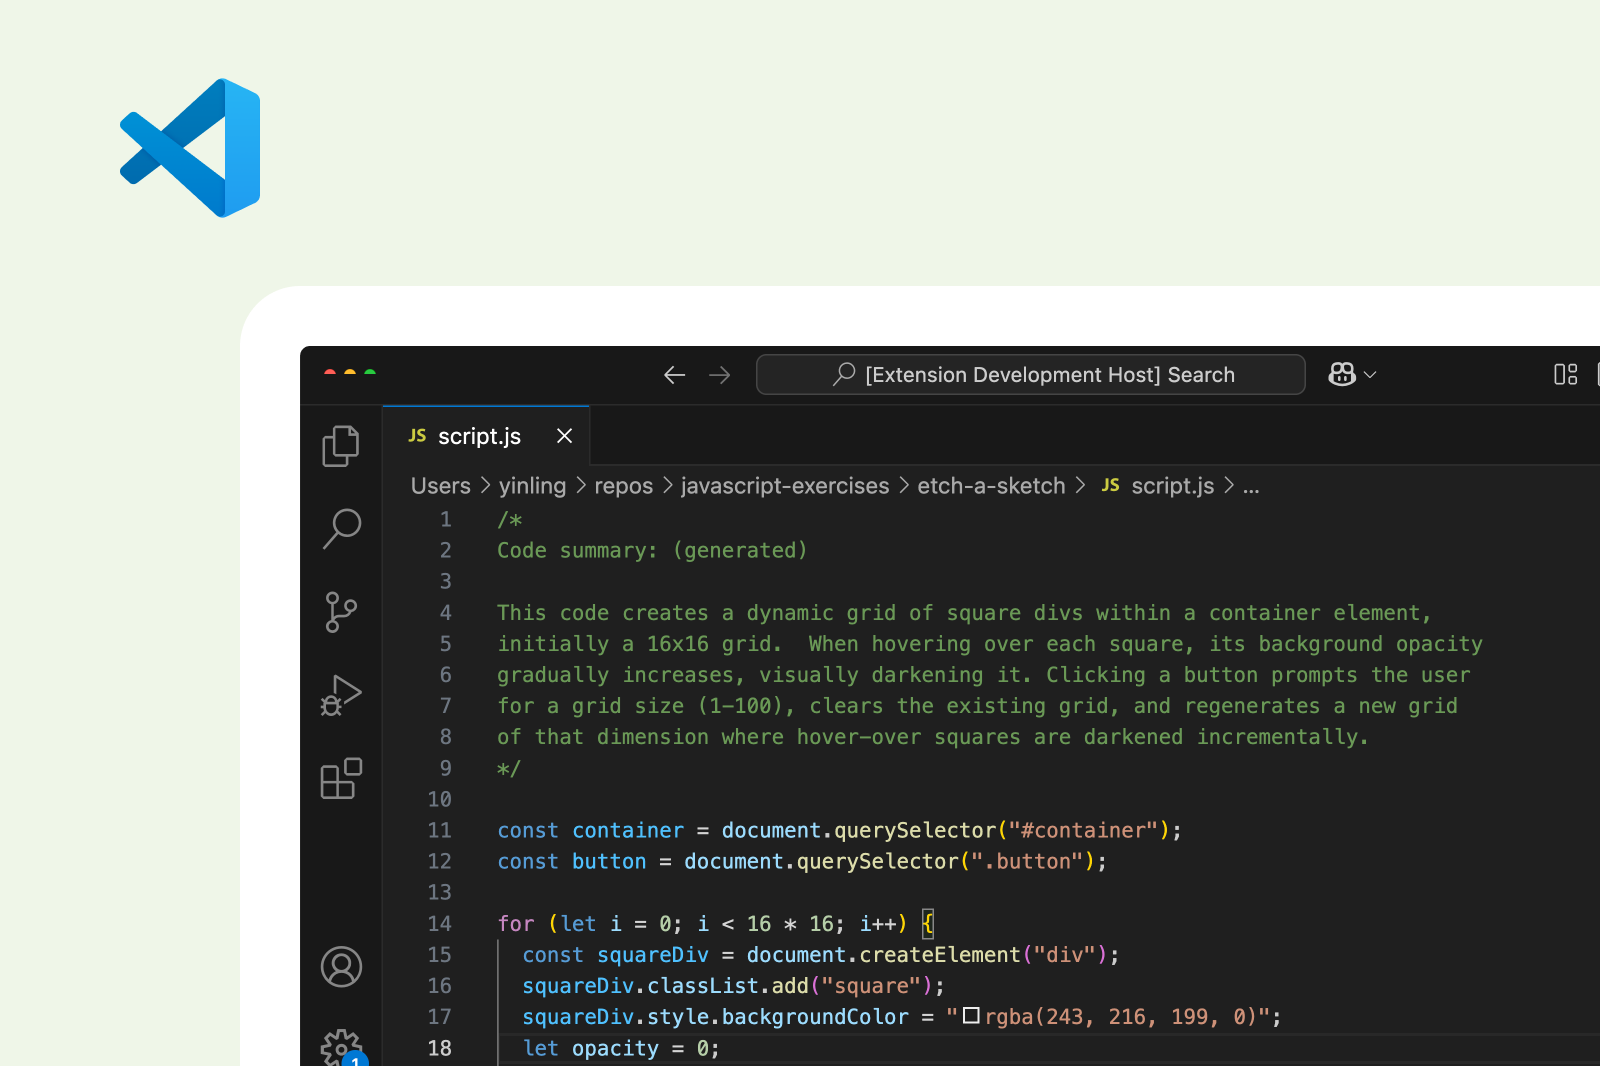 [Extension Development Host] Search
JS script.js
Users > yinling > repos > javascript-exercises > etch-a-sketch > JS script.js > ...
1 /*
2 Code summary: (generated)
3
4 This code creates a dynamic grid of square divs within a container element,
5 initially a 16x16 grid.  When hovering over each square, its background opacity
6 gradually increases, visually darkening it. Clicking a button prompts the user
7 for a grid size (1-100), clears the existing grid, and regenerates a new grid
8 of that dimension where hover-over squares are darkened incrementally.
9 */
10
11 const container = document.querySelector("#container");
12 const button = document.querySelector(".button");
13
14 for (let i = 0; i < 16 * 16; i++) {
15   const squareDiv = document.createElement("div");
16   squareDiv.classList.add("square");
17   squareDiv.style.backgroundColor = "rgba(243, 216, 199, 0)";
18   let opacity = 0;
1